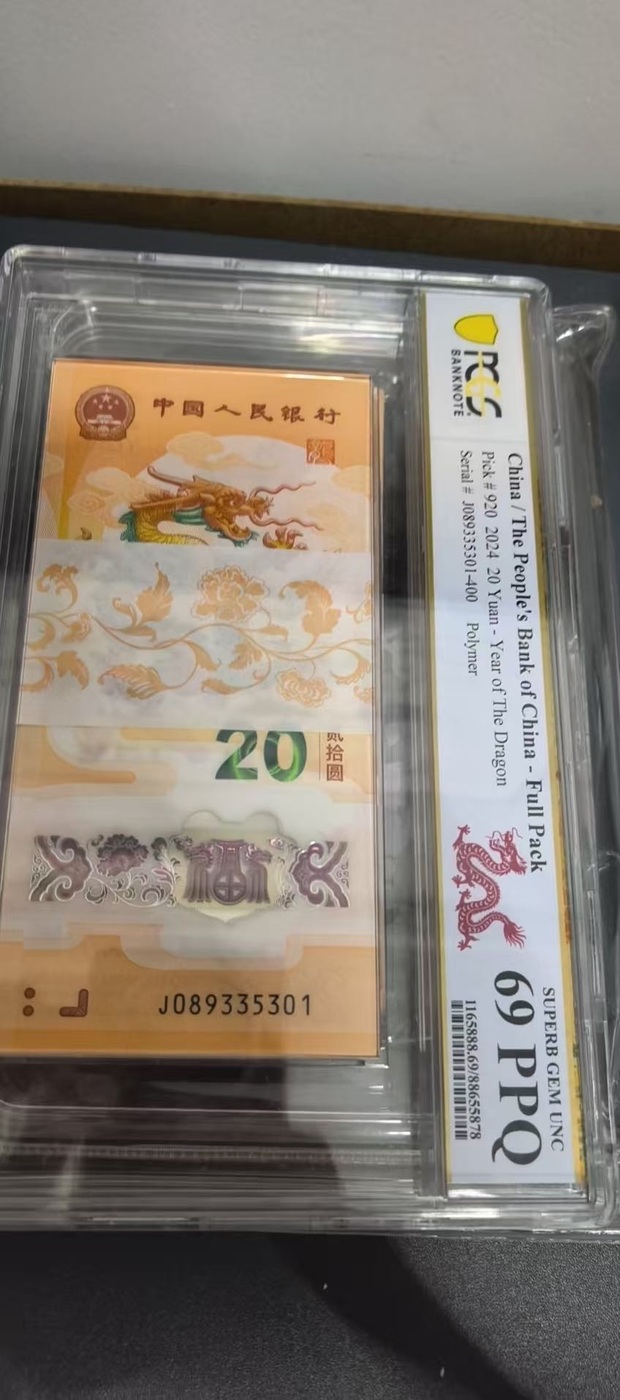 中国人民银行
20
贰拾圆
J089335301
PCGS
BANKNOTE
China / The People's Bank of China - Full Pack
Pick # 920 2024 20 Yuan - Year of The Dragon
Serial # J089335301-400 Polymer
SUPERB GEM UNC
69 PPQ
1165888.69/88655878